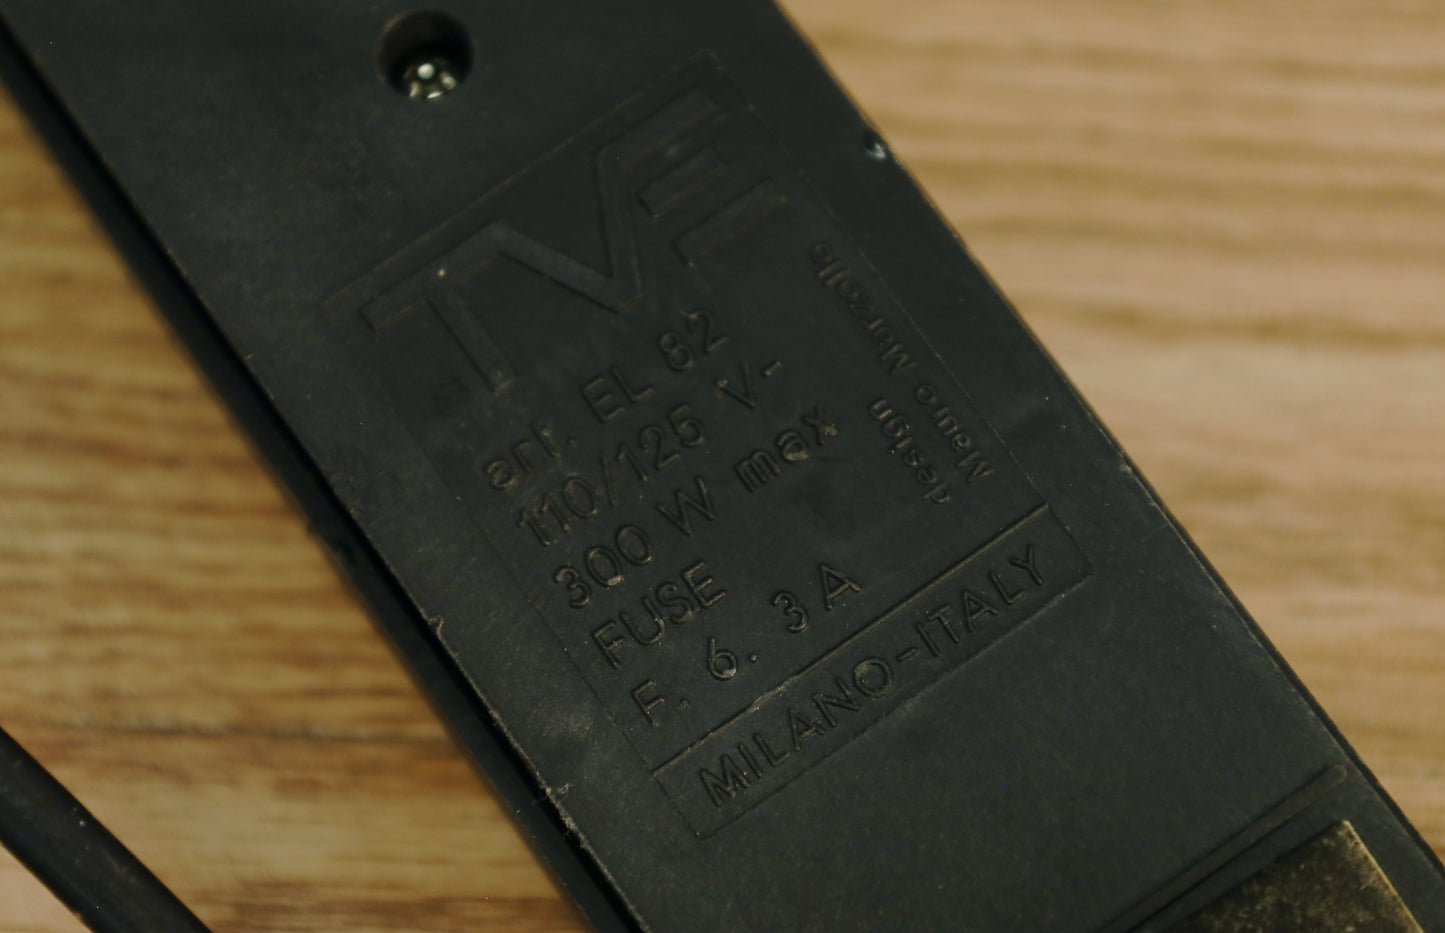 TVE
art. EL 82
110/125 V-
300 W max
FUSE
F. 6. 3 A
design
Mauro Marzollo
MILANO-ITALY